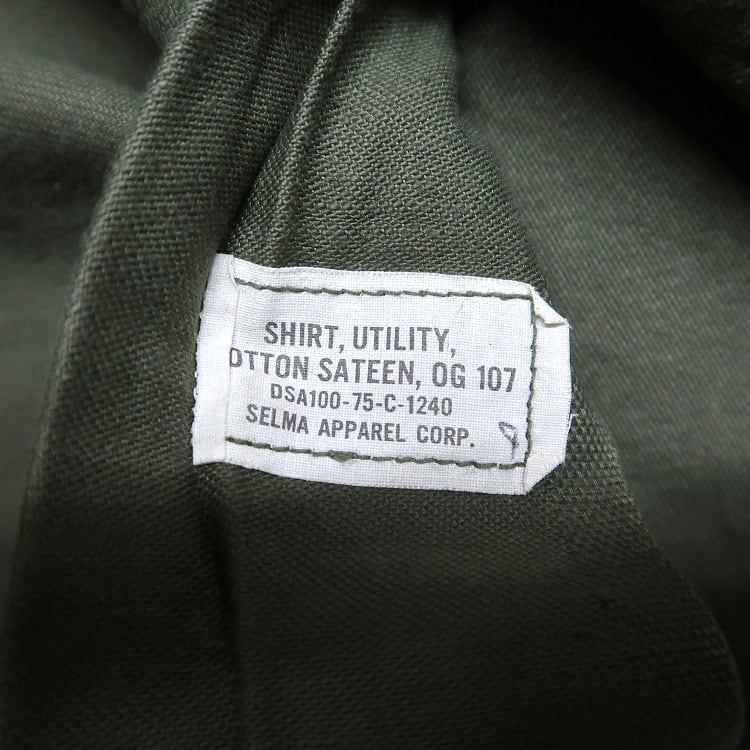 SHIRT, UTILITY,
OTTON SATEEN, OG 107
DSA100-75-C-1240
SELMA APPAREL CORP.